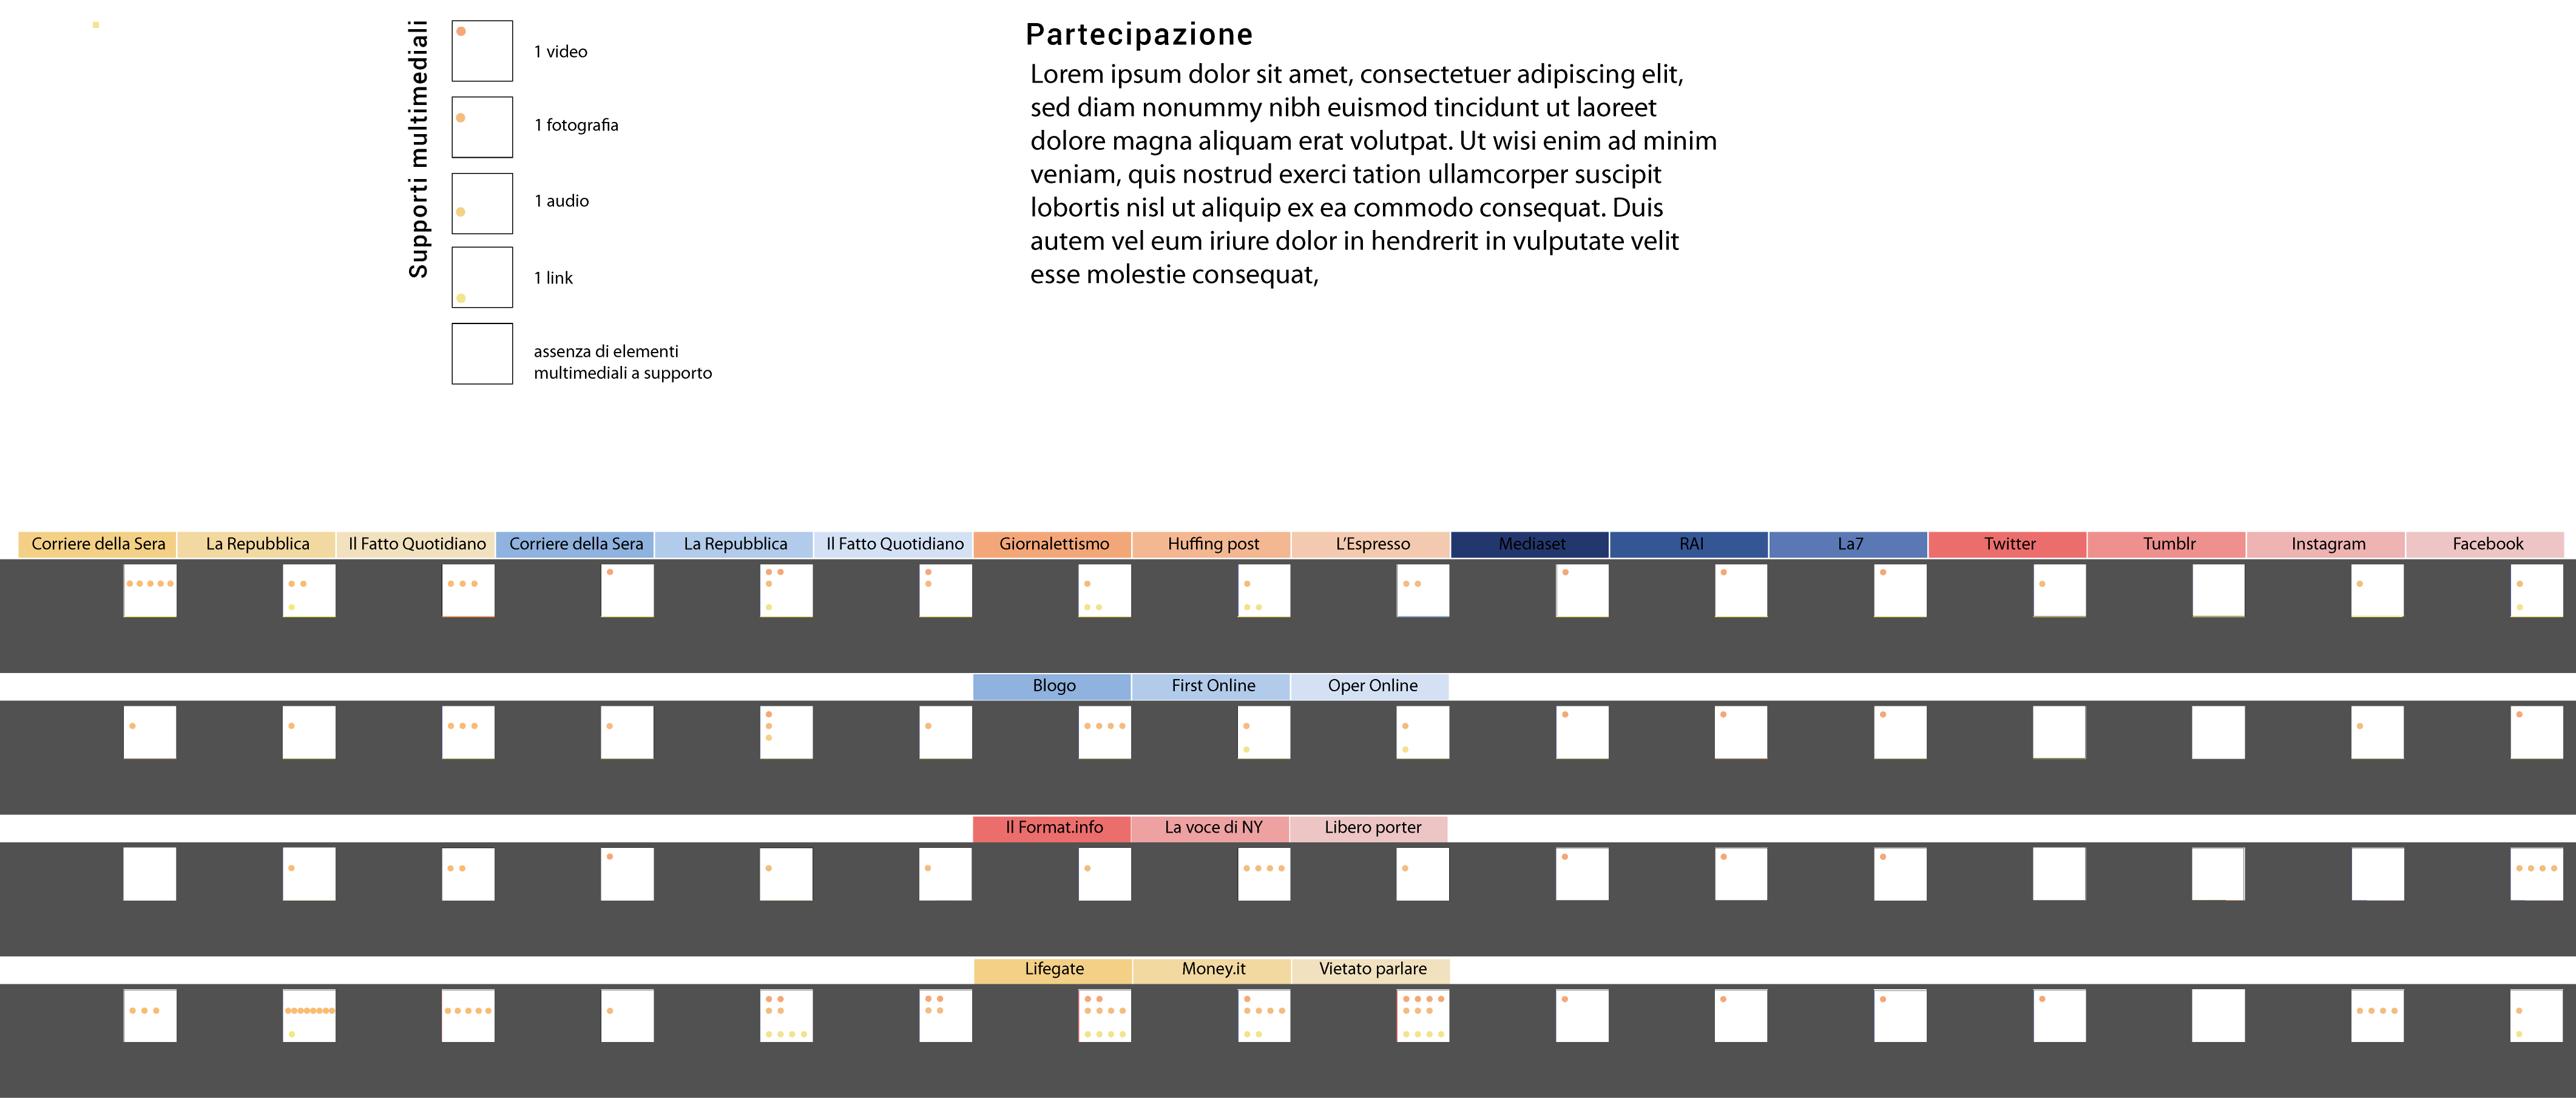 Supporti multimediali
1 video
1 fotografia
1 audio
1 link
assenza di elementi
multimediali a supporto
Partecipazione
Lorem ipsum dolor sit amet, consectetuer adipiscing elit,
sed diam nonummy nibh euismod tincidunt ut laoreet
dolore magna aliquam erat volutpat. Ut wisi enim ad minim
veniam, quis nostrud exerci tation ullamcorper suscipit
lobortis nisl ut aliquip ex ea commodo consequat. Duis
autem vel eum iriure dolor in hendrerit in vulputate velit
esse molestie consequat,
Corriere della Sera La Repubblica Il Fatto Quotidiano Corriere della Sera La Repubblica Il Fatto Quotidiano Giornalettismo Huffing post L'Espresso Mediaset RAI La7 Twitter Tumblr Instagram Facebook
Blogo First Online Oper Online
Il Format.info La voce di NY Libero porter
Lifegate Money.it Vietato parlare